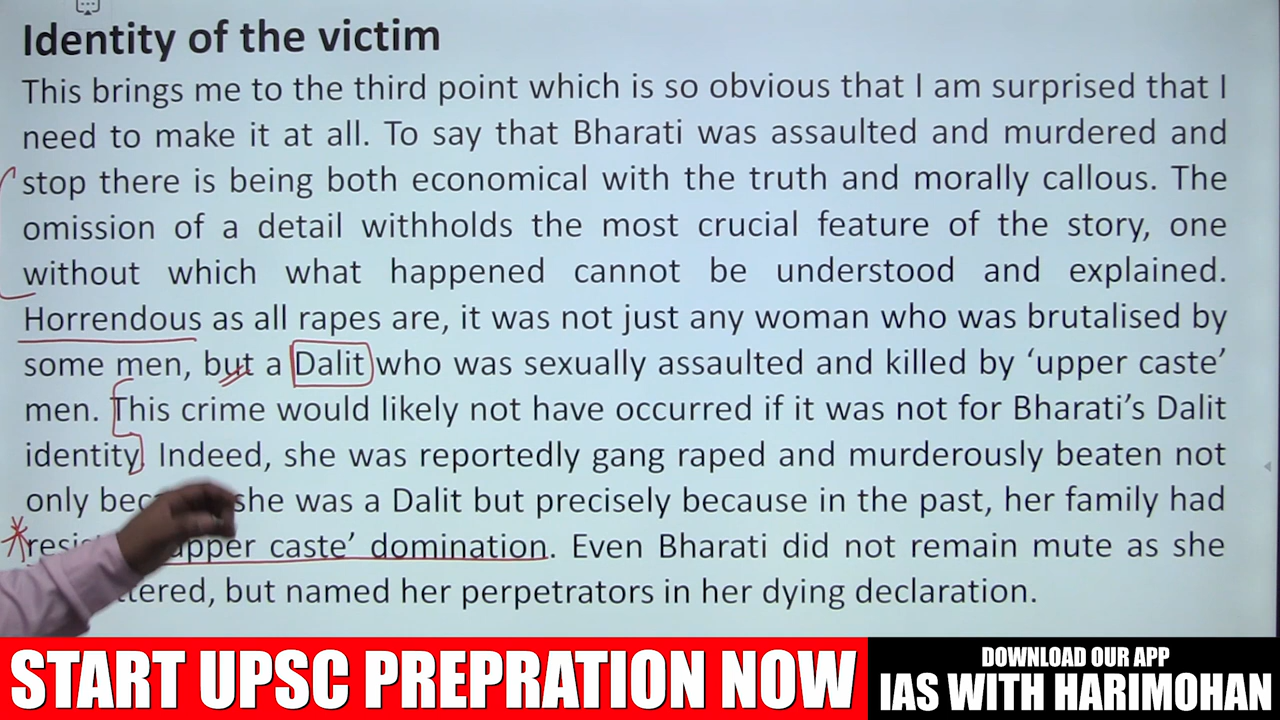 Identity of the victim
This brings me to the third point which is so obvious that I am surprised that I
need to make it at all. To say that Bharati was assaulted and murdered and
stop there is being both economical with the truth and morally callous. The
omission of a detail withholds the most crucial feature of the story, one
without which what happened cannot be understood and explained.
Horrendous as all rapes are, it was not just any woman who was brutalised by
some men, but a Dalit who was sexually assaulted and killed by ‘upper caste’
men. This crime would likely not have occurred if it was not for Bharati’s Dalit
identity. Indeed, she was reportedly gang raped and murderously beaten not
only she was a Dalit but precisely because in the past, her family had
upper caste’ domination. Even Bharati did not remain mute as she
but named her perpetrators in her dying declaration.
START UPSC PREPRATION NOW
DOWNLOAD OUR APP
IAS WITH HARIMOHAN